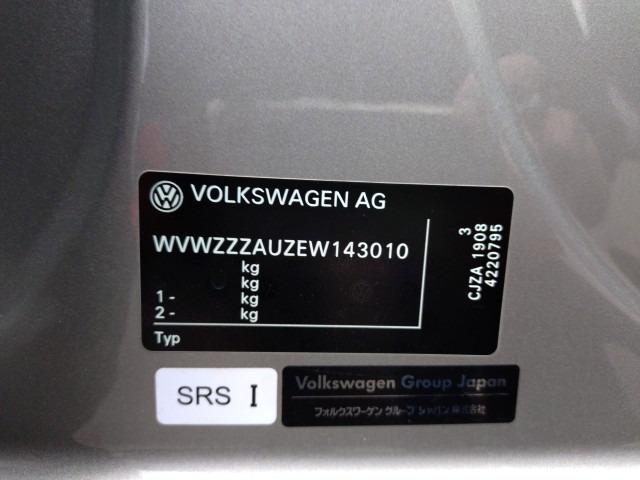 VOLKSWAGEN AG
WVWZZZAUZEW143010
kg
kg
1 - kg
2 - kg
Typ
3
CJZA 1908
4220795
SRS I
Volkswagen Group Japan
フォルクスワーゲン グループ ジャパン 株式会社